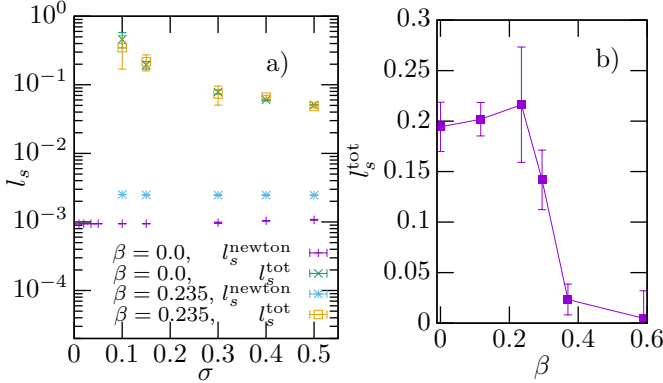 a)
l_s
10^0
10^{-1}
10^{-2}
10^{-3}
10^{-4}
β = 0.0, l_s^{newton}
β = 0.0, l_s^{tot}
β = 0.235, l_s^{newton}
β = 0.235, l_s^{tot}
0 0.1 0.2 0.3 0.4 0.5
σ
b)
l_s^{tot}
0.3
0.25
0.2
0.15
0.1
0.05
0
0 0.2 0.4 0.6
β